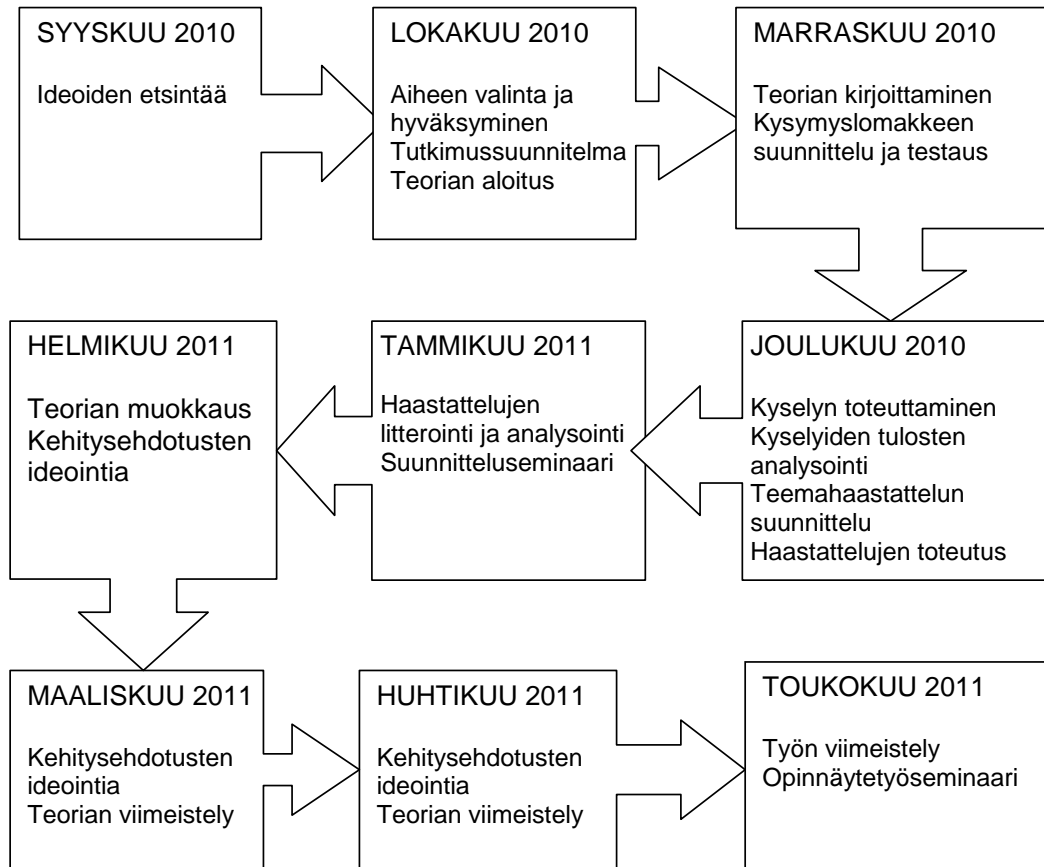 SYYSKUU 2010
Ideoiden etsintää
LOKAKUU 2010
Aiheen valinta ja
hyväksyminen
Tutkimussuunnitelma
Teorian aloitus
MARRASKUU 2010
Teorian kirjoittaminen
Kysymyslomakkeen
suunnittelu ja testaus
JOULUKUU 2010
Kyselyn toteuttaminen
Kyselyiden tulosten
analysointi
Teemahaastattelun
suunnittelu
Haastattelujen toteutus
TAMMIKUU 2011
Haastattelujen
litterointi ja analysointi
Suunnitteluseminaari
HELMIKUU 2011
Teorian muokkaus
Kehitysehdotusten
ideointia
MAALISKUU 2011
Kehitysehdotusten
ideointia
Teorian viimeistely
HUHTIKUU 2011
Kehitysehdotusten
ideointia
Teorian viimeistely
TOUKOKUU 2011
Työn viimeistely
Opinnäytetyöseminaari